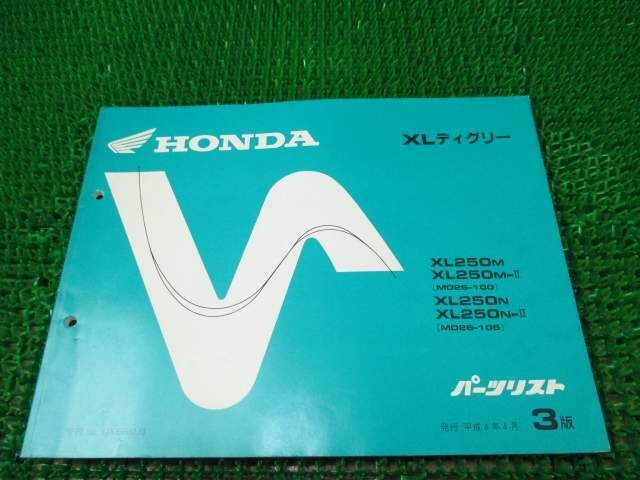 HONDA
XLディグリー
XL250M
XL250M-II
(MD26-100)
XL250N
XL250N-II
(MD26-105)
パーツリスト
発行 平成4年4月 3版